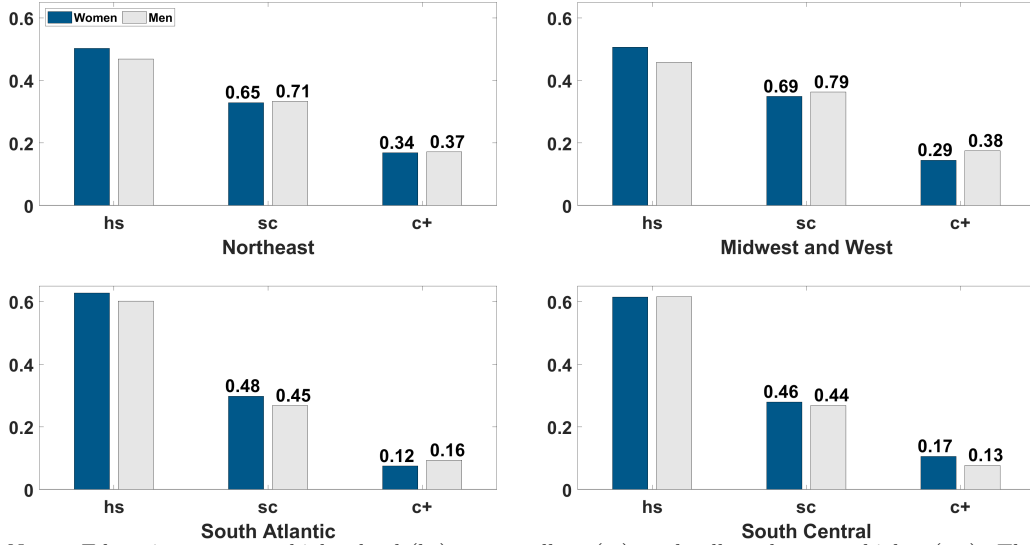 Women Men
0.6
0.4
0.2
0
0.65 0.71
0.34 0.37
hs sc c+
Northeast
0.6
0.4
0.2
0
0.69 0.79
0.29 0.38
hs sc c+
Midwest and West
0.6
0.4
0.2
0
0.48 0.45
0.12 0.16
hs sc c+
South Atlantic
0.6
0.4
0.2
0
0.46 0.44
0.17 0.13
hs sc c+
South Central